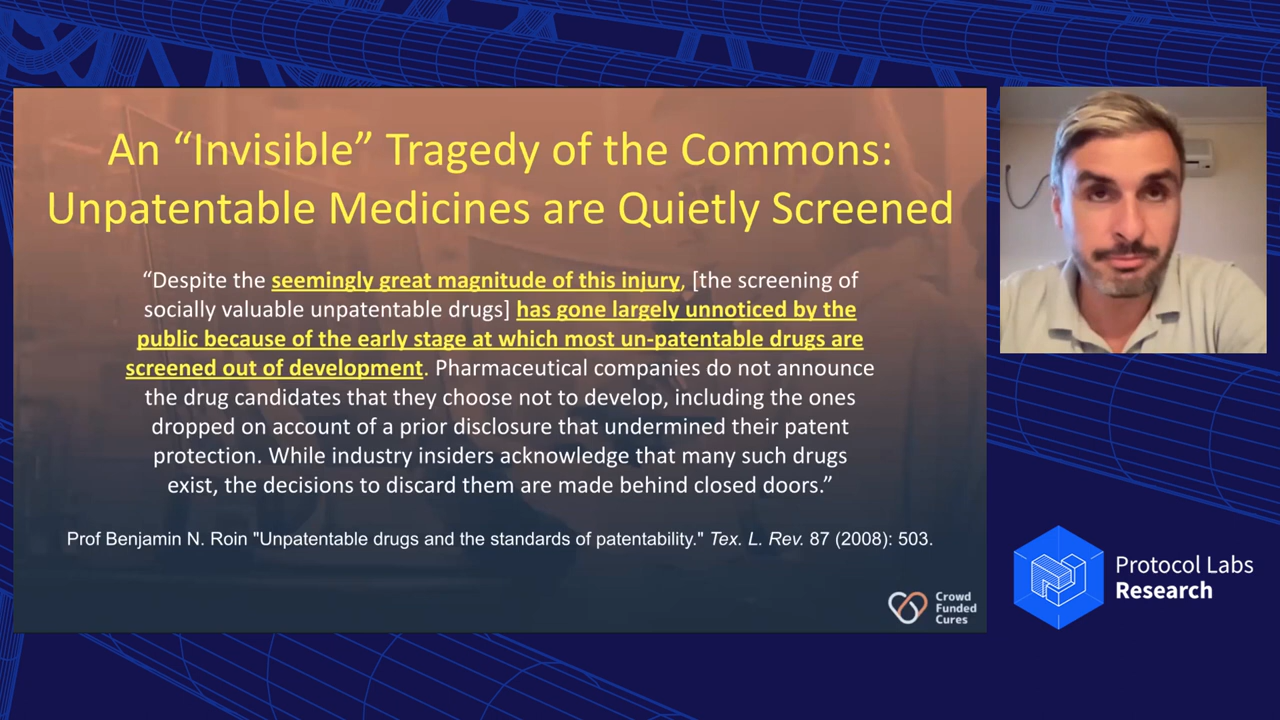 An “Invisible” Tragedy of the Commons:
Unpatentable Medicines are Quietly Screened
“Despite the seemingly great magnitude of this injury, [the screening of
socially valuable unpatentable drugs] has gone largely unnoticed by the
public because of the early stage at which most un-patentable drugs are
screened out of development. Pharmaceutical companies do not announce
the drug candidates that they choose not to develop, including the ones
dropped on account of a prior disclosure that undermined their patent
protection. While industry insiders acknowledge that many such drugs
exist, the decisions to discard them are made behind closed doors.”
Prof Benjamin N. Roin "Unpatentable drugs and the standards of patentability." Tex. L. Rev. 87 (2008): 503.
Crowd
Funded
Cures
Protocol Labs
Research